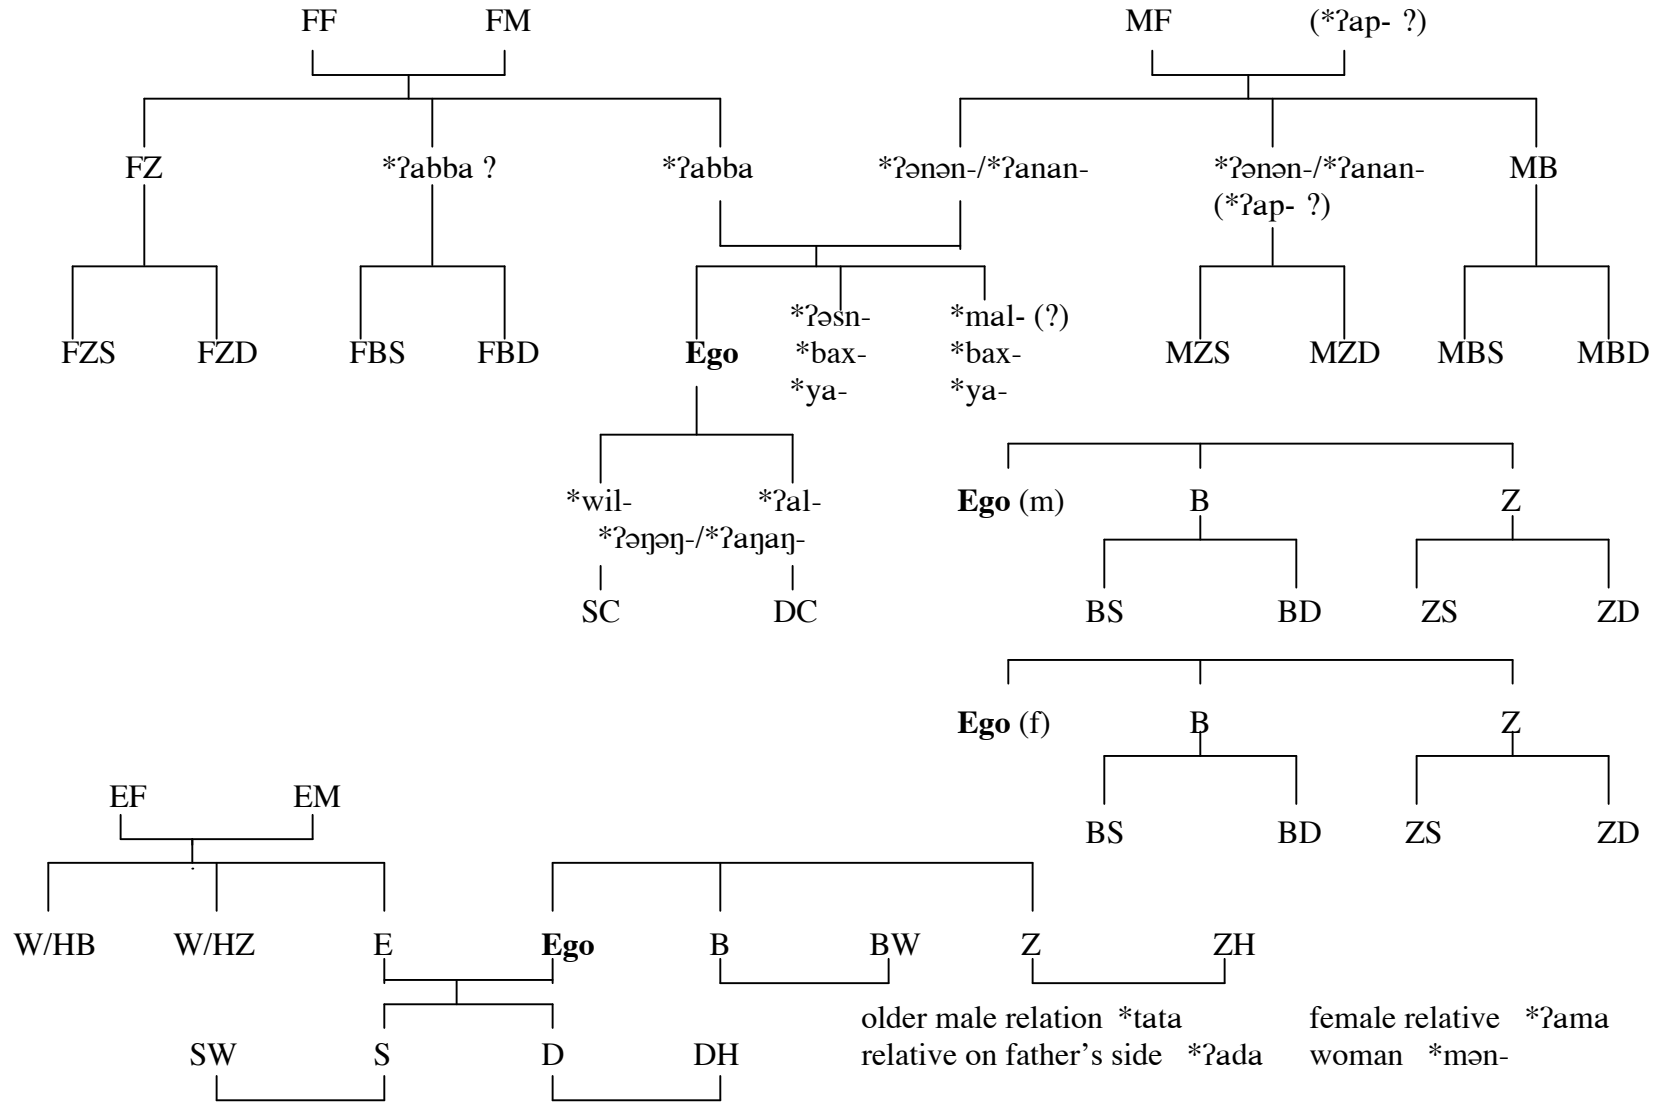 FF FM MF (*ʔap- ?)
FZ *ʔabba ? *ʔabba *ʔənən-/*ʔanan- *ʔənən-/*ʔanan- MB
(*ʔap- ?)
*ʔəsn- *mal- (?)
FZS FZD FBS FBD Ego *bax- *bax- MZS MZD MBS MBD
*ya- *ya-
*wil- *ʔal- Ego (m) B Z
*ʔəŋəŋ-/*ʔaŋaŋ-
SC DC BS BD ZS ZD
Ego (f) B Z
EF EM
BS BD ZS ZD
W/HB W/HZ E Ego B BW Z ZH
older male relation *tata female relative *ʔama
SW S D DH relative on father’s side *ʔada woman *mən-